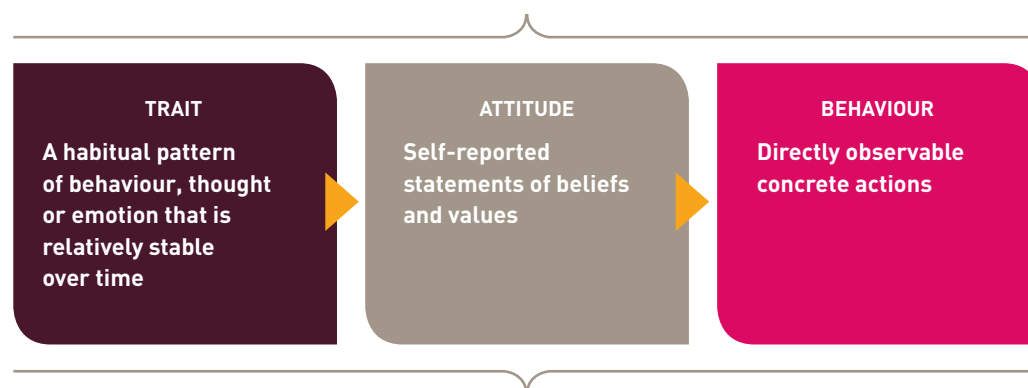 TRAIT
A habitual pattern
of behaviour, thought
or emotion that is
relatively stable
over time
ATTITUDE
Self-reported
statements of beliefs
and values
BEHAVIOUR
Directly observable
concrete actions